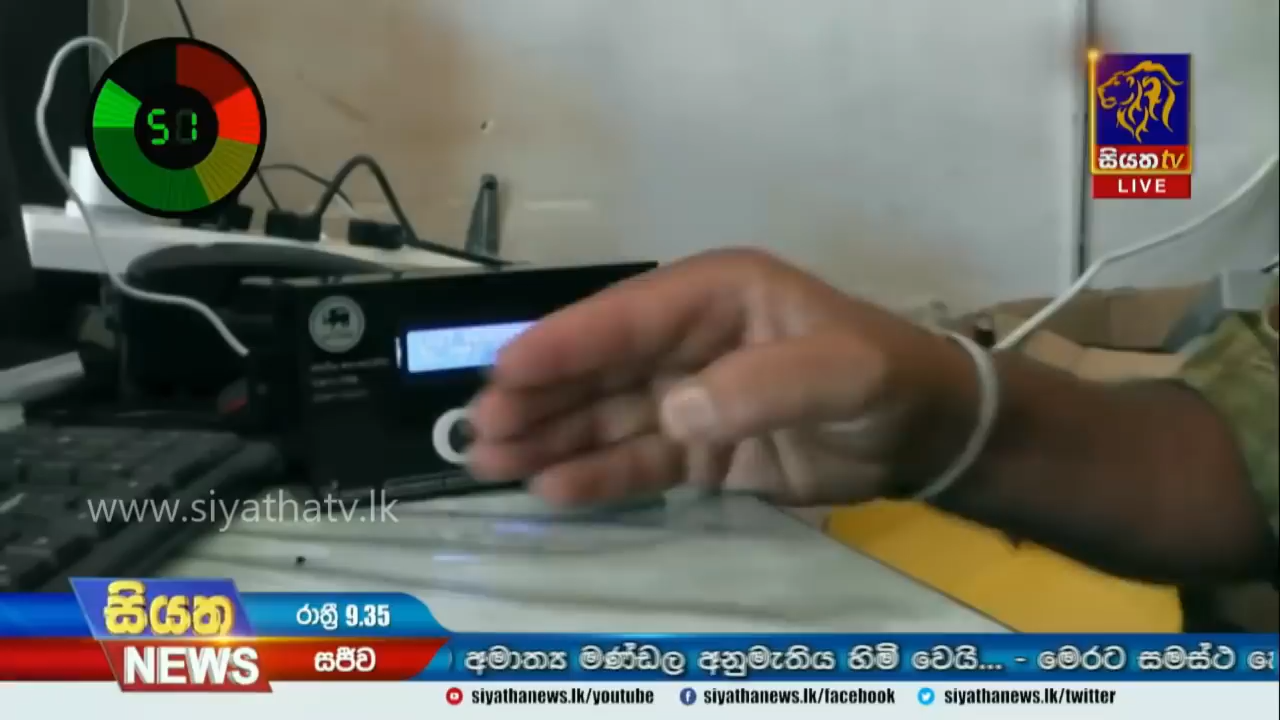 51
සියත tv
LIVE
www.siyathatv.lk
සියත
NEWS
රාත්‍රී 9.35
සජීව
අමාත්‍ය මණ්ඩල අනුමැතිය හිමි වෙයි... - මෙරට සමස්ථ
siyathanews.lk/youtube
siyathanews.lk/facebook
siyathanews.lk/twitter